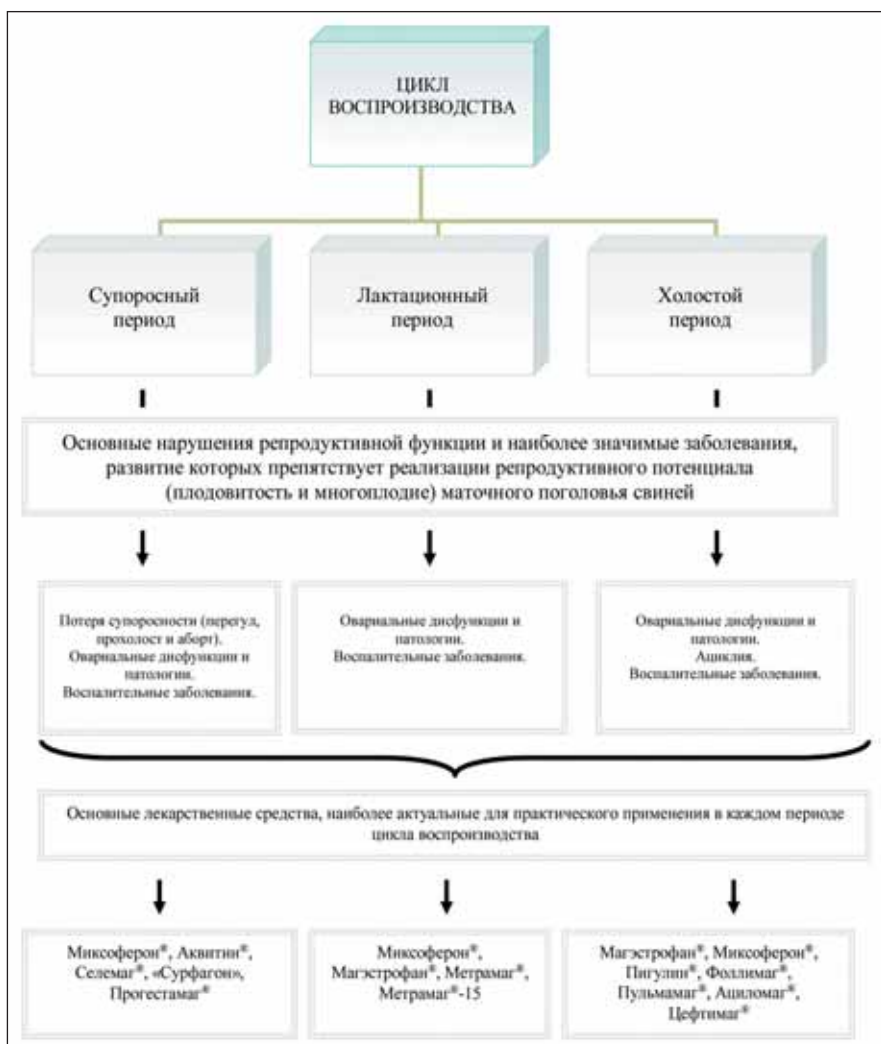 ЦИКЛ
ВОСПРОИЗВОДСТВА
Супоросный
период
Лактационный
период
Холостой
период
Основные нарушения репродуктивной функции и наиболее значимые заболевания,
развитие которых препятствует реализации репродуктивного потенциала
(плодовитость и многоплодие) маточного поголовья свиней
Потеря супоросности (перегул,
прохолост и аборт).
Овариальные дисфункции и
патологии.
Воспалительные заболевания.
Овариальные дисфункции и
патологии.
Воспалительные заболевания.
Овариальные дисфункции и
патологии.
Ациклия.
Воспалительные заболевания.
Основные лекарственные средства, наиболее актуальные для практического применения в каждом периоде
цикла воспроизводства
Миксоферон®, Аквитин®,
Селемаг®, «Сурфагон»,
Прогестамаг®
Миксоферон®,
Магэстрофан®, Метрамаг®,
Метрамаг®-15
Магэстрофан®, Миксоферон®,
Пигулин®, Фоллимаг®,
Пульмамаг®, Ациломаг®,
Цефтимаг®